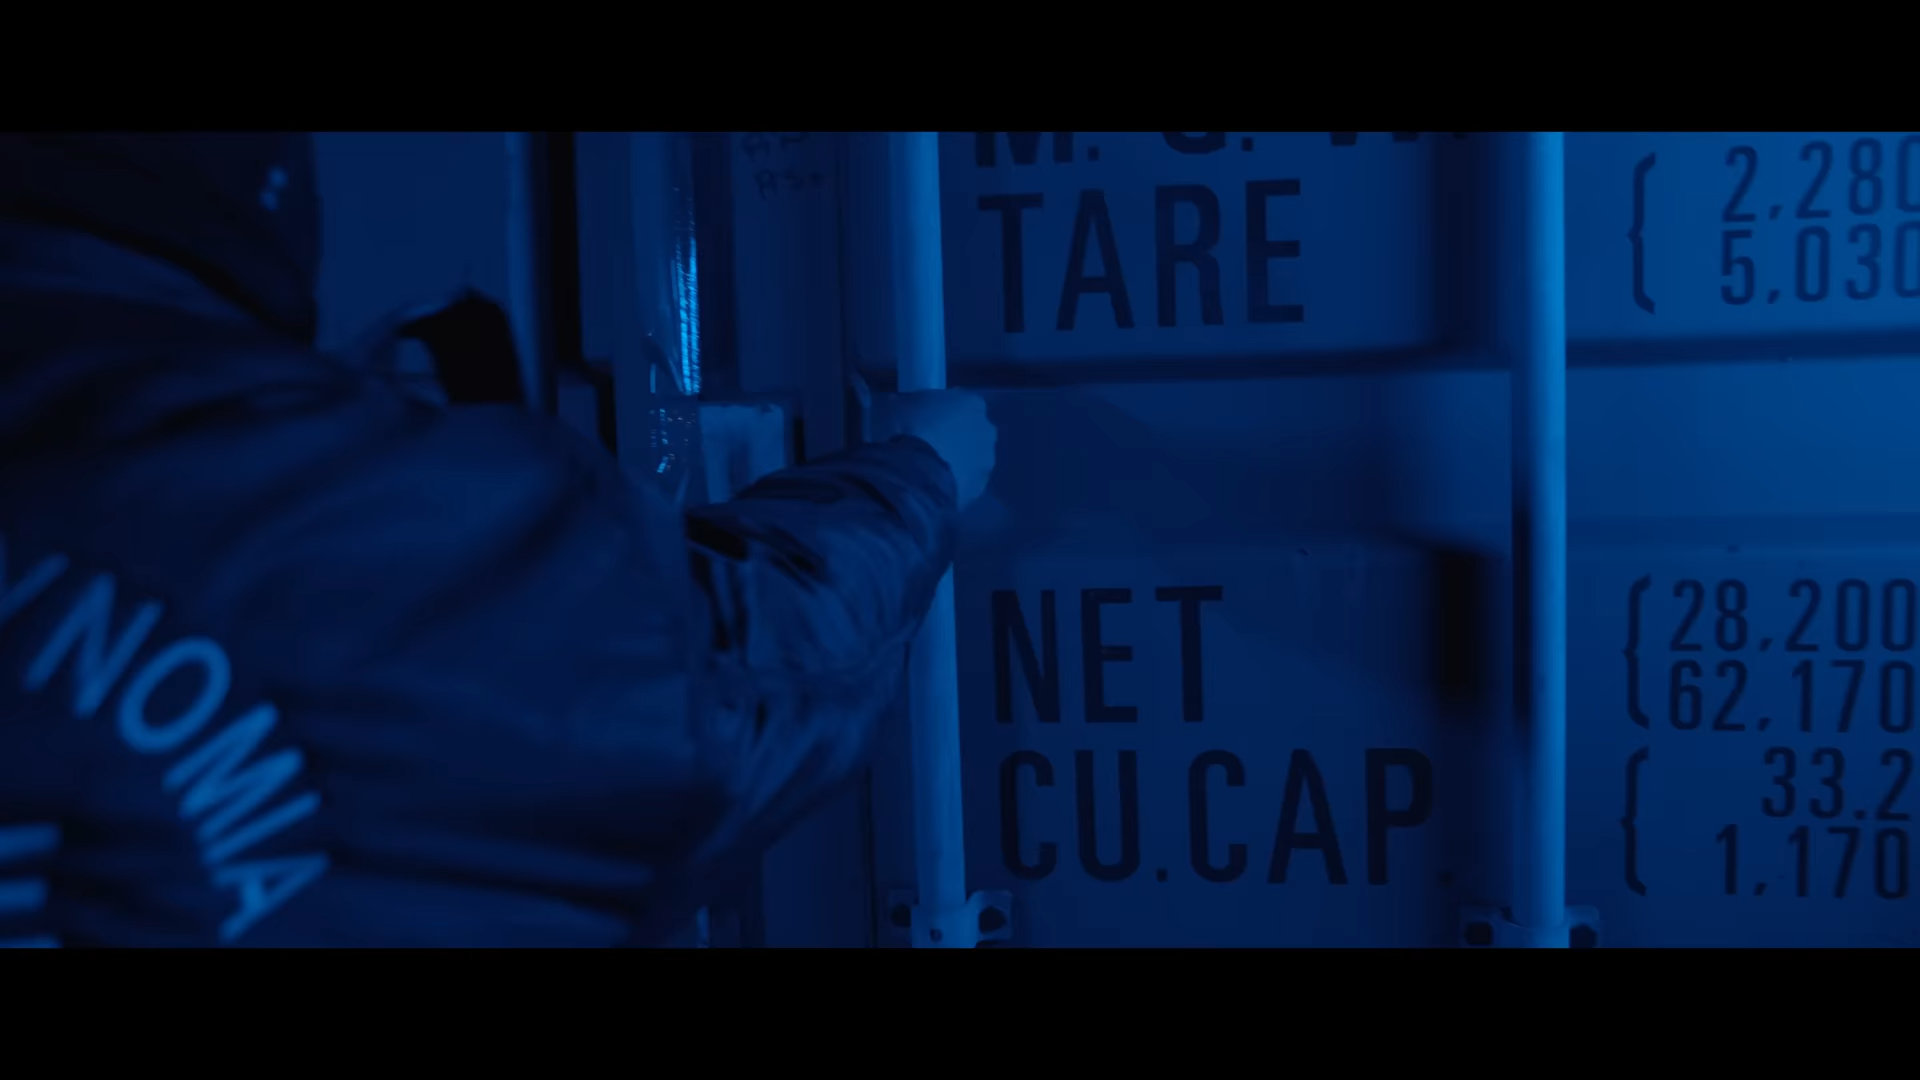 TARE
2,280
5,030
NET
28,200
62,170
CU.CAP.
33.2
1,170
NOMIA